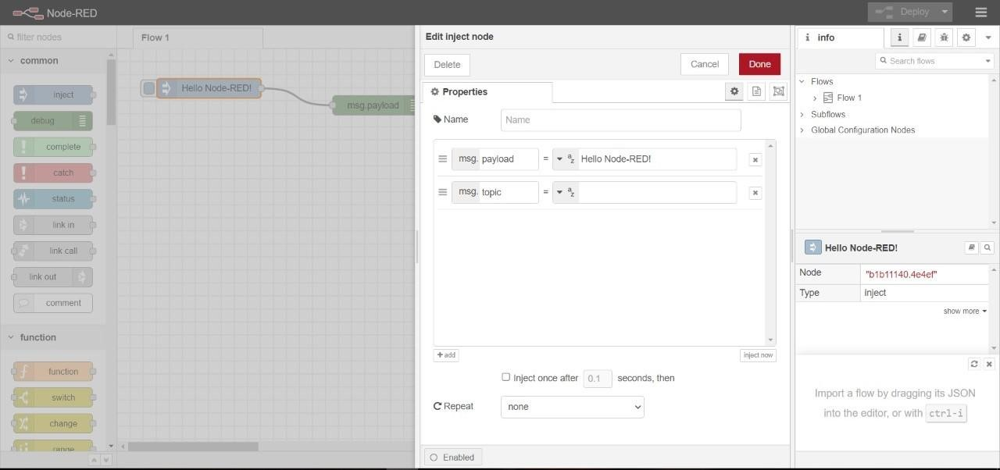 Node-RED
Deploy
filter nodes
Flow 1
common
inject
debug
complete
catch
status
link in
link call
link out
comment
function
function
switch
change
range
Hello Node-RED!
msg.payload
Edit inject node
Delete
Cancel
Done
Properties
Name
Name
msg. payload = az Hello Node-RED!
msg. topic = az
add
inject now
Inject once after 0.1 seconds, then
Repeat
none
Enabled
i info
i
Search flows
Flows
Flow 1
Subflows
Global Configuration Nodes
Hello Node-RED!
Node "b1b11140.4e4ef"
Type Inject
show more
Import a flow by dragging its JSON
into the editor, or with ctrl-i